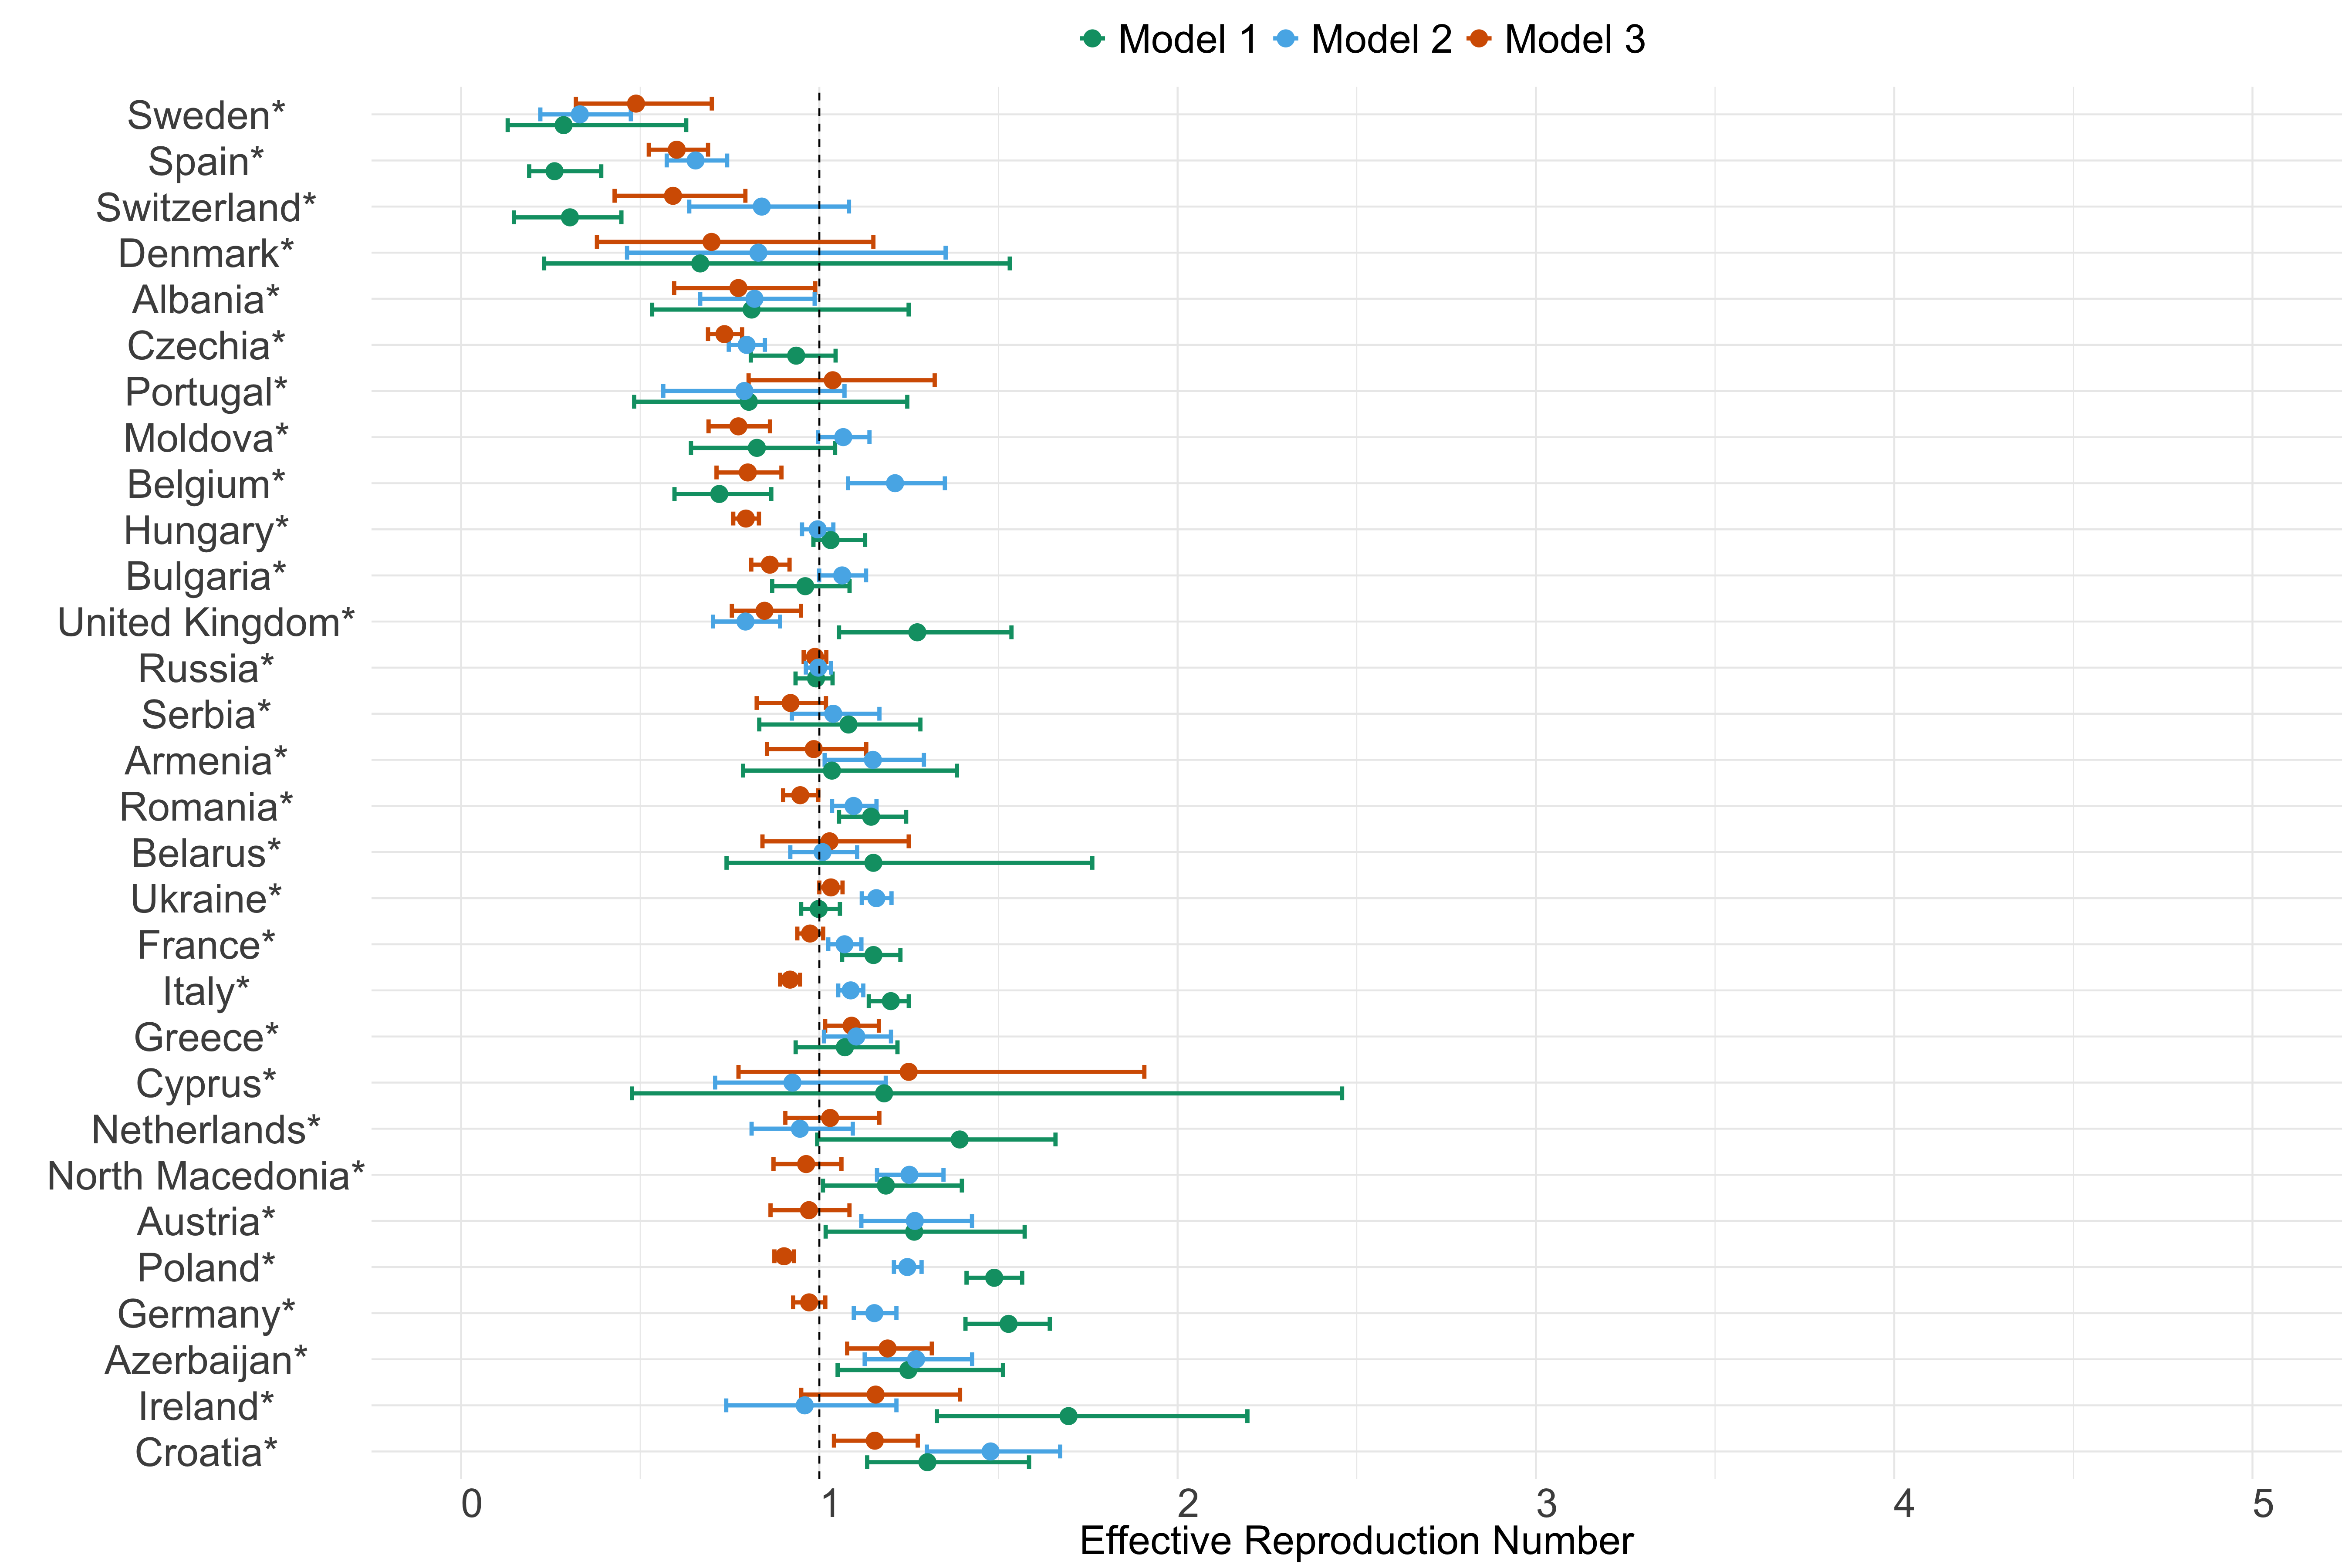 Model 1 Model 2 Model 3
Sweden*
Spain*
Switzerland*
Denmark*
Albania*
Czechia*
Portugal*
Moldova*
Belgium*
Hungary*
Bulgaria*
United Kingdom*
Russia*
Serbia*
Armenia*
Romania*
Belarus*
Ukraine*
France*
Italy*
Greece*
Cyprus*
Netherlands*
North Macedonia*
Austria*
Poland*
Germany*
Azerbaijan*
Ireland*
Croatia*
0 1 2 3 4 5
Effective Reproduction Number